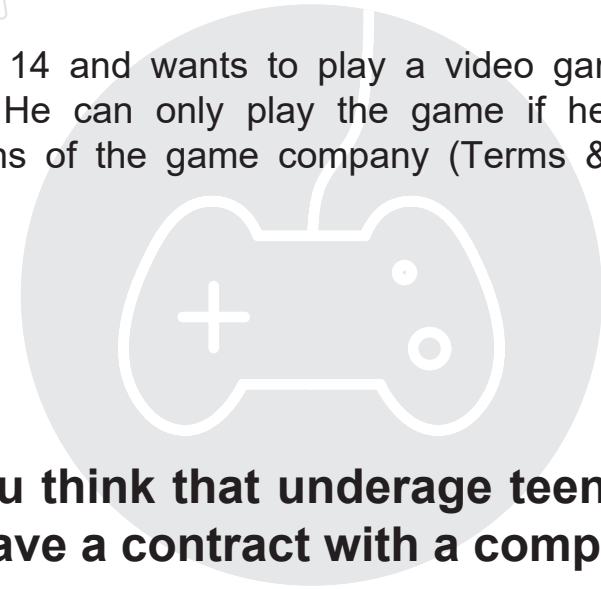 14 and wants to play a video gam
He can only play the game if he
ns of the game company (Terms &
u think that underage teen
ave a contract with a comp